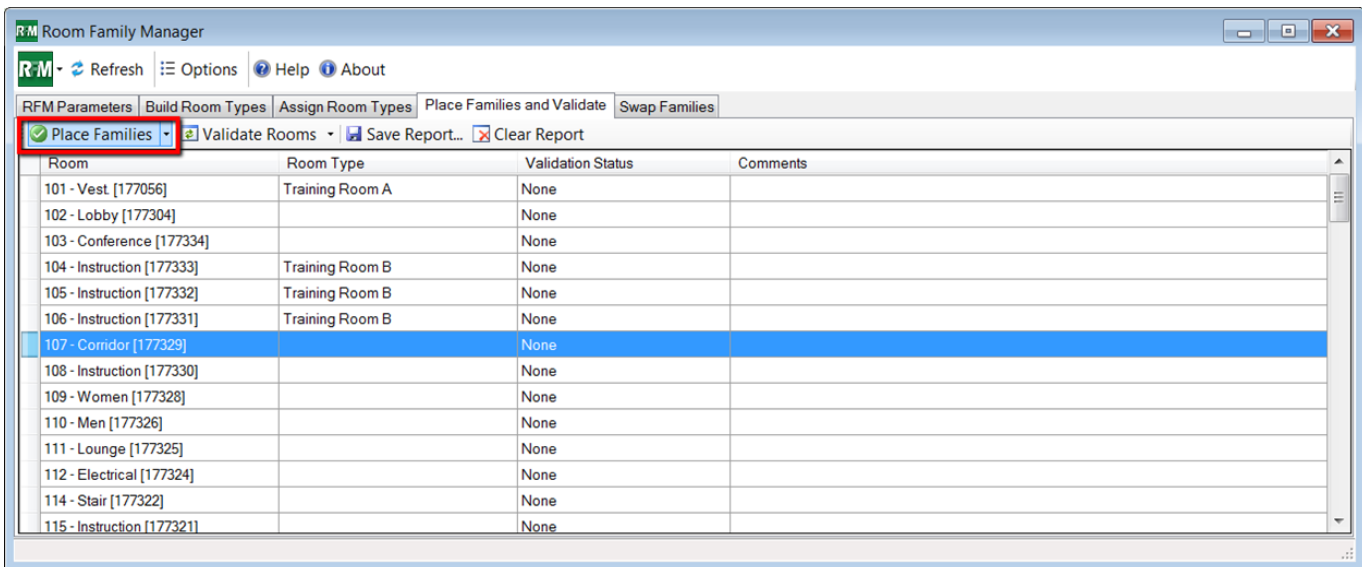 RFM Room Family Manager
RFM Refresh Options Help About
RFM Parameters Build Room Types Assign Room Types Place Families and Validate Swap Families
Place Families Validate Rooms Save Report... Clear Report
Room Room Type Validation Status Comments
101 - Vest. [177056] Training Room A None
102 - Lobby [177304] None
103 - Conference [177334] None
104 - Instruction [177333] Training Room B None
105 - Instruction [177332] Training Room B None
106 - Instruction [177331] Training Room B None
107 - Corridor [177329] None
108 - Instruction [177330] None
109 - Women [177328] None
110 - Men [177326] None
111 - Lounge [177325] None
112 - Electrical [177324] None
114 - Stair [177322] None
115 - Instruction [177321] None